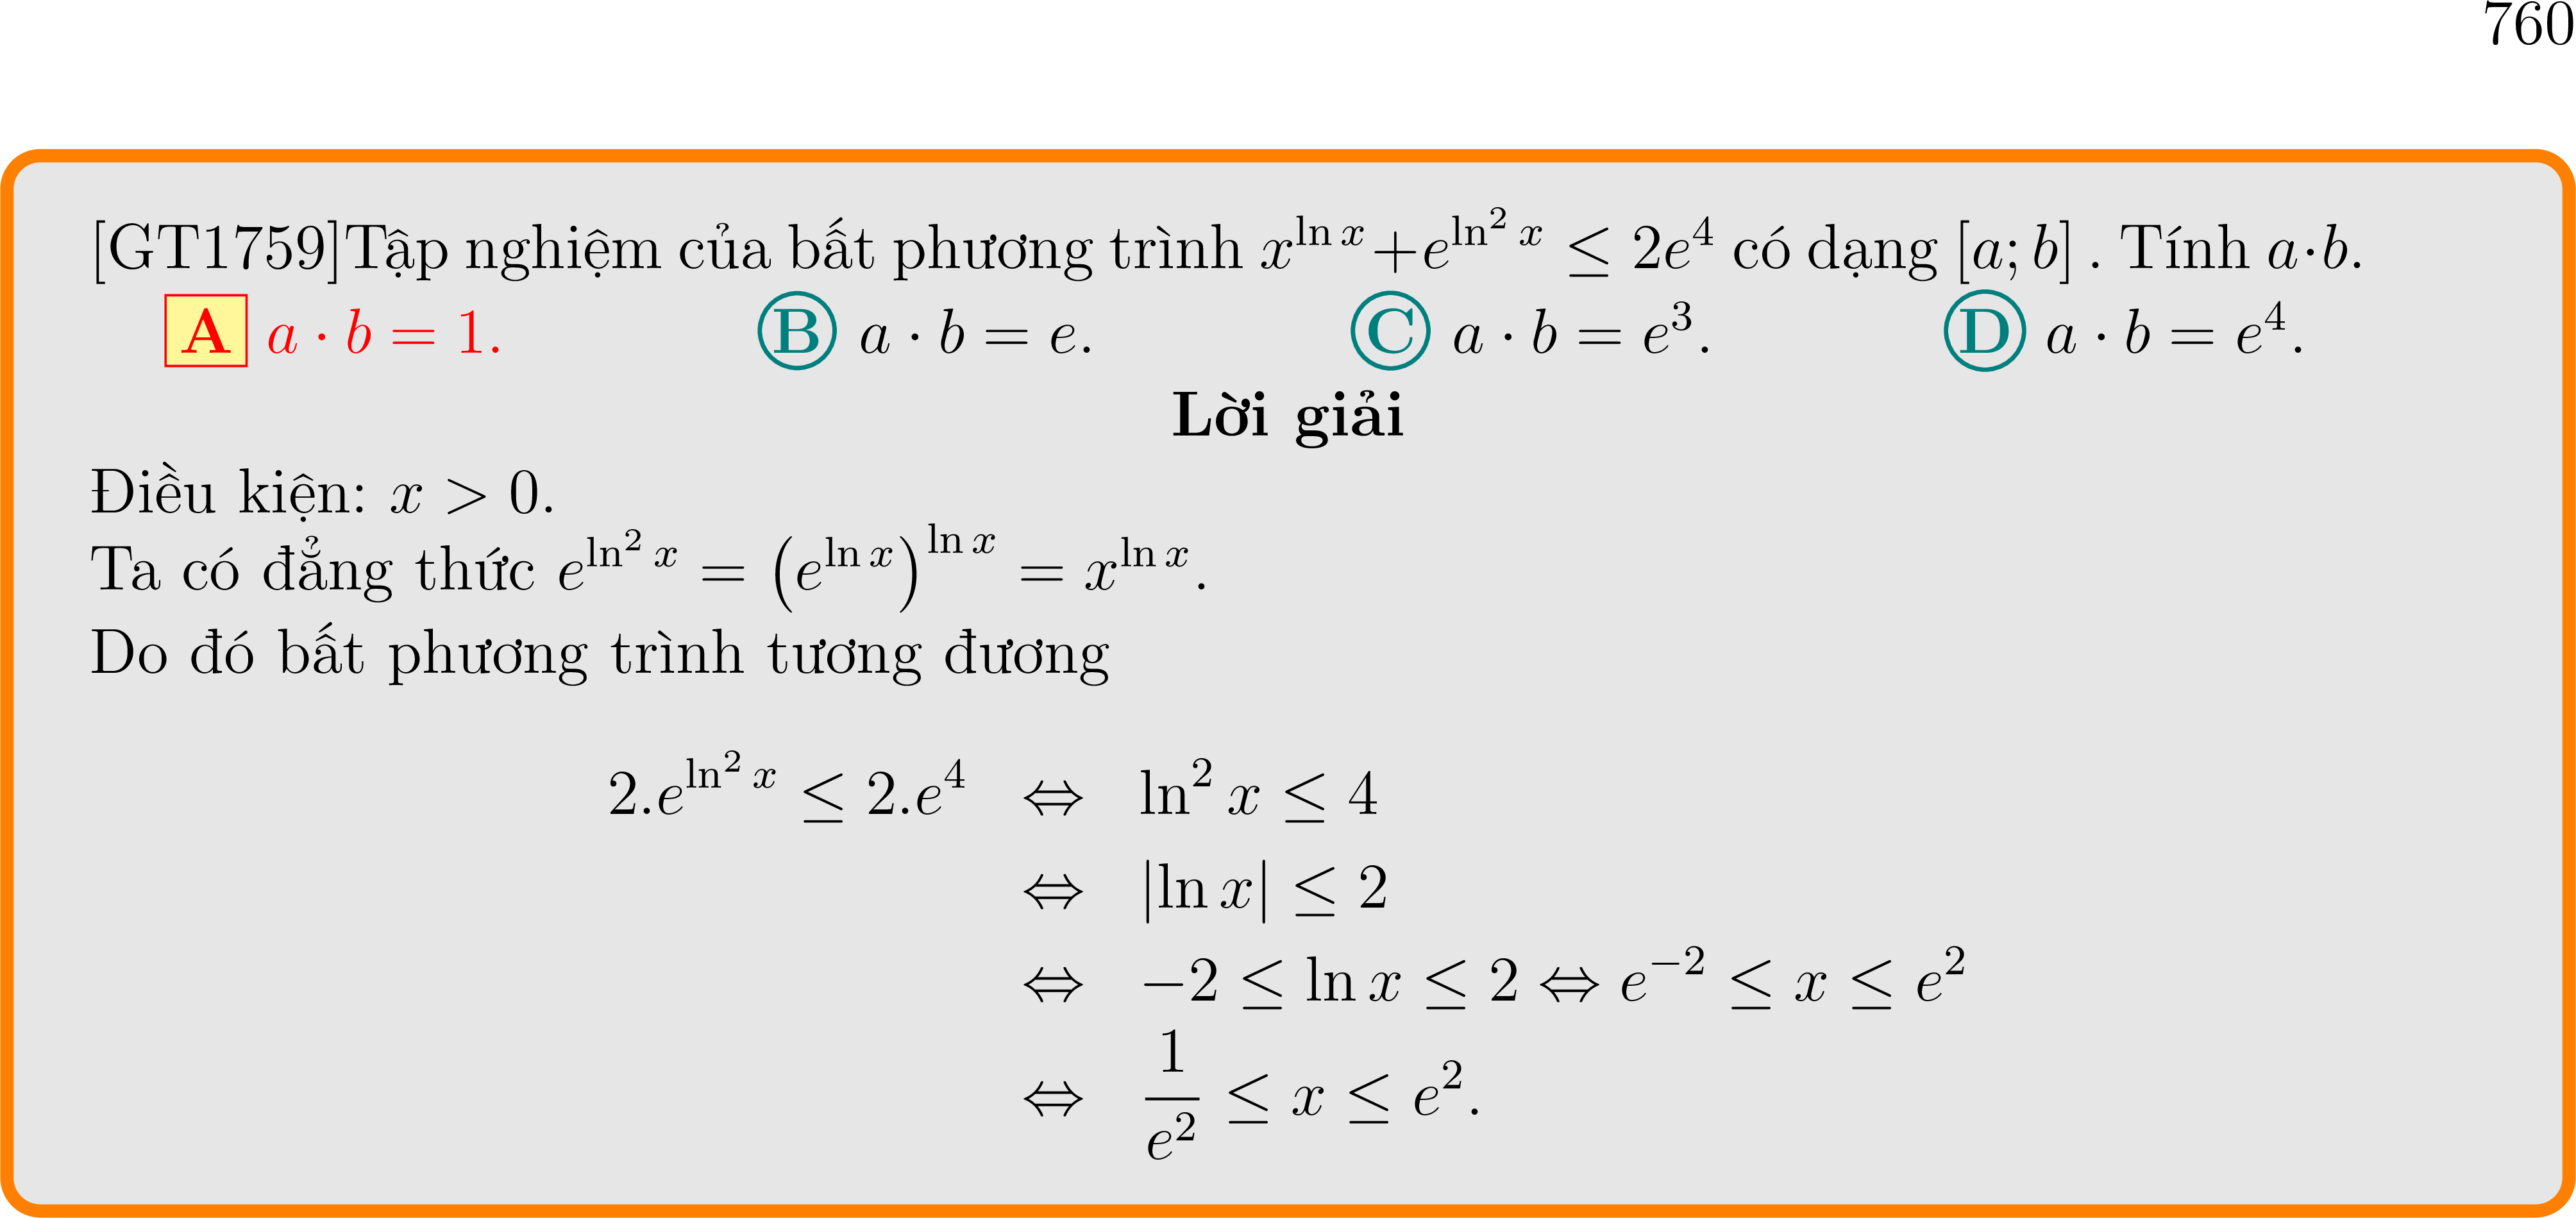 760
[GT1759]Tập nghiệm của bất phương trình $x^{\ln x}+e^{\ln^2 x} \leq 2e^4$ có dạng $[a;b]$. Tính $a \cdot b$.
A $a \cdot b = 1$. B $a \cdot b = e$. C $a \cdot b = e^3$. D $a \cdot b = e^4$.
Lời giải
Điều kiện: $x > 0$.
Ta có đẳng thức $e^{\ln^2 x} = \left(e^{\ln x}\right)^{\ln x} = x^{\ln x}$.
Do đó bất phương trình tương đương
$2.e^{\ln^2 x} \leq 2.e^4 \Leftrightarrow \ln^2 x \leq 4$
$\Leftrightarrow |\ln x| \leq 2$
$\Leftrightarrow -2 \leq \ln x \leq 2 \Leftrightarrow e^{-2} \leq x \leq e^2$
$\Leftrightarrow \frac{1}{e^2} \leq x \leq e^2$.